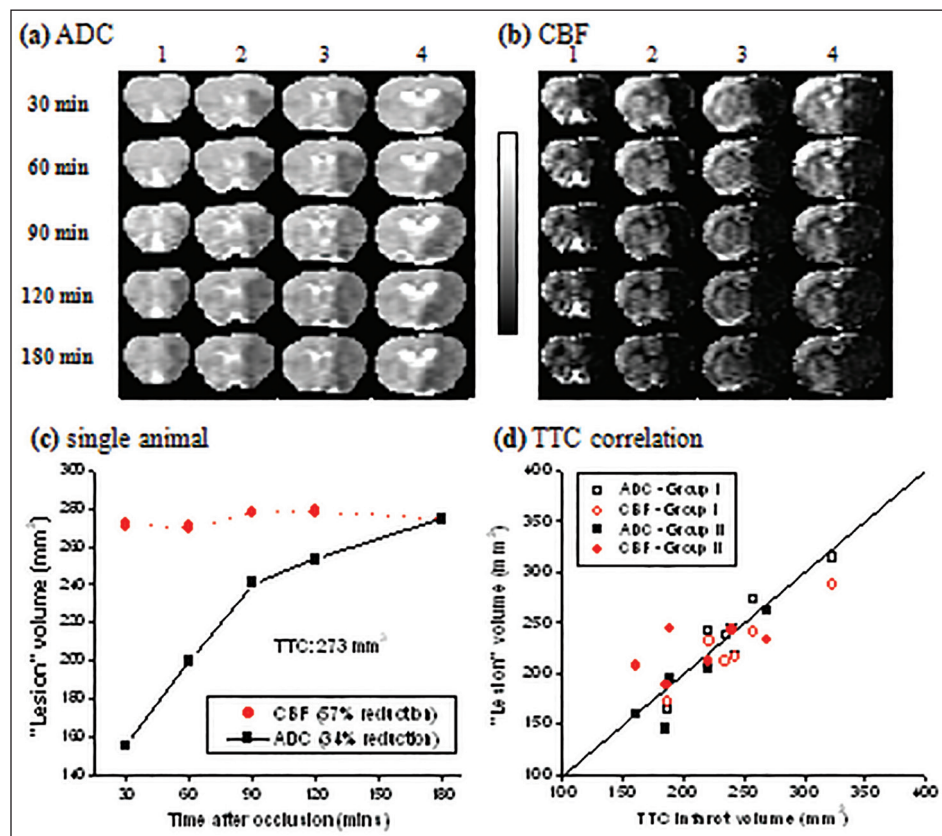 (a) ADC
(b) CBF
1 2 3 4
1 2 3 4
30 min
60 min
90 min
120 min
180 min
(c) single animal
(d) TTC correlation
"Lesion" volume (mm³)
300
280
260
240
220
200
180
160
140
TTC: 273 mm³
CBF (57% reduction)
ADC (34% reduction)
30 60 90 120 150 180
Time after occlusion (mins)
"Lesion" volume (mm³)
400
350
300
250
200
150
100
ADC - Group I
CBF - Group I
ADC - Group II
CBF - Group II
100 150 200 250 300 350 400
TTC infarct volume (mm³)